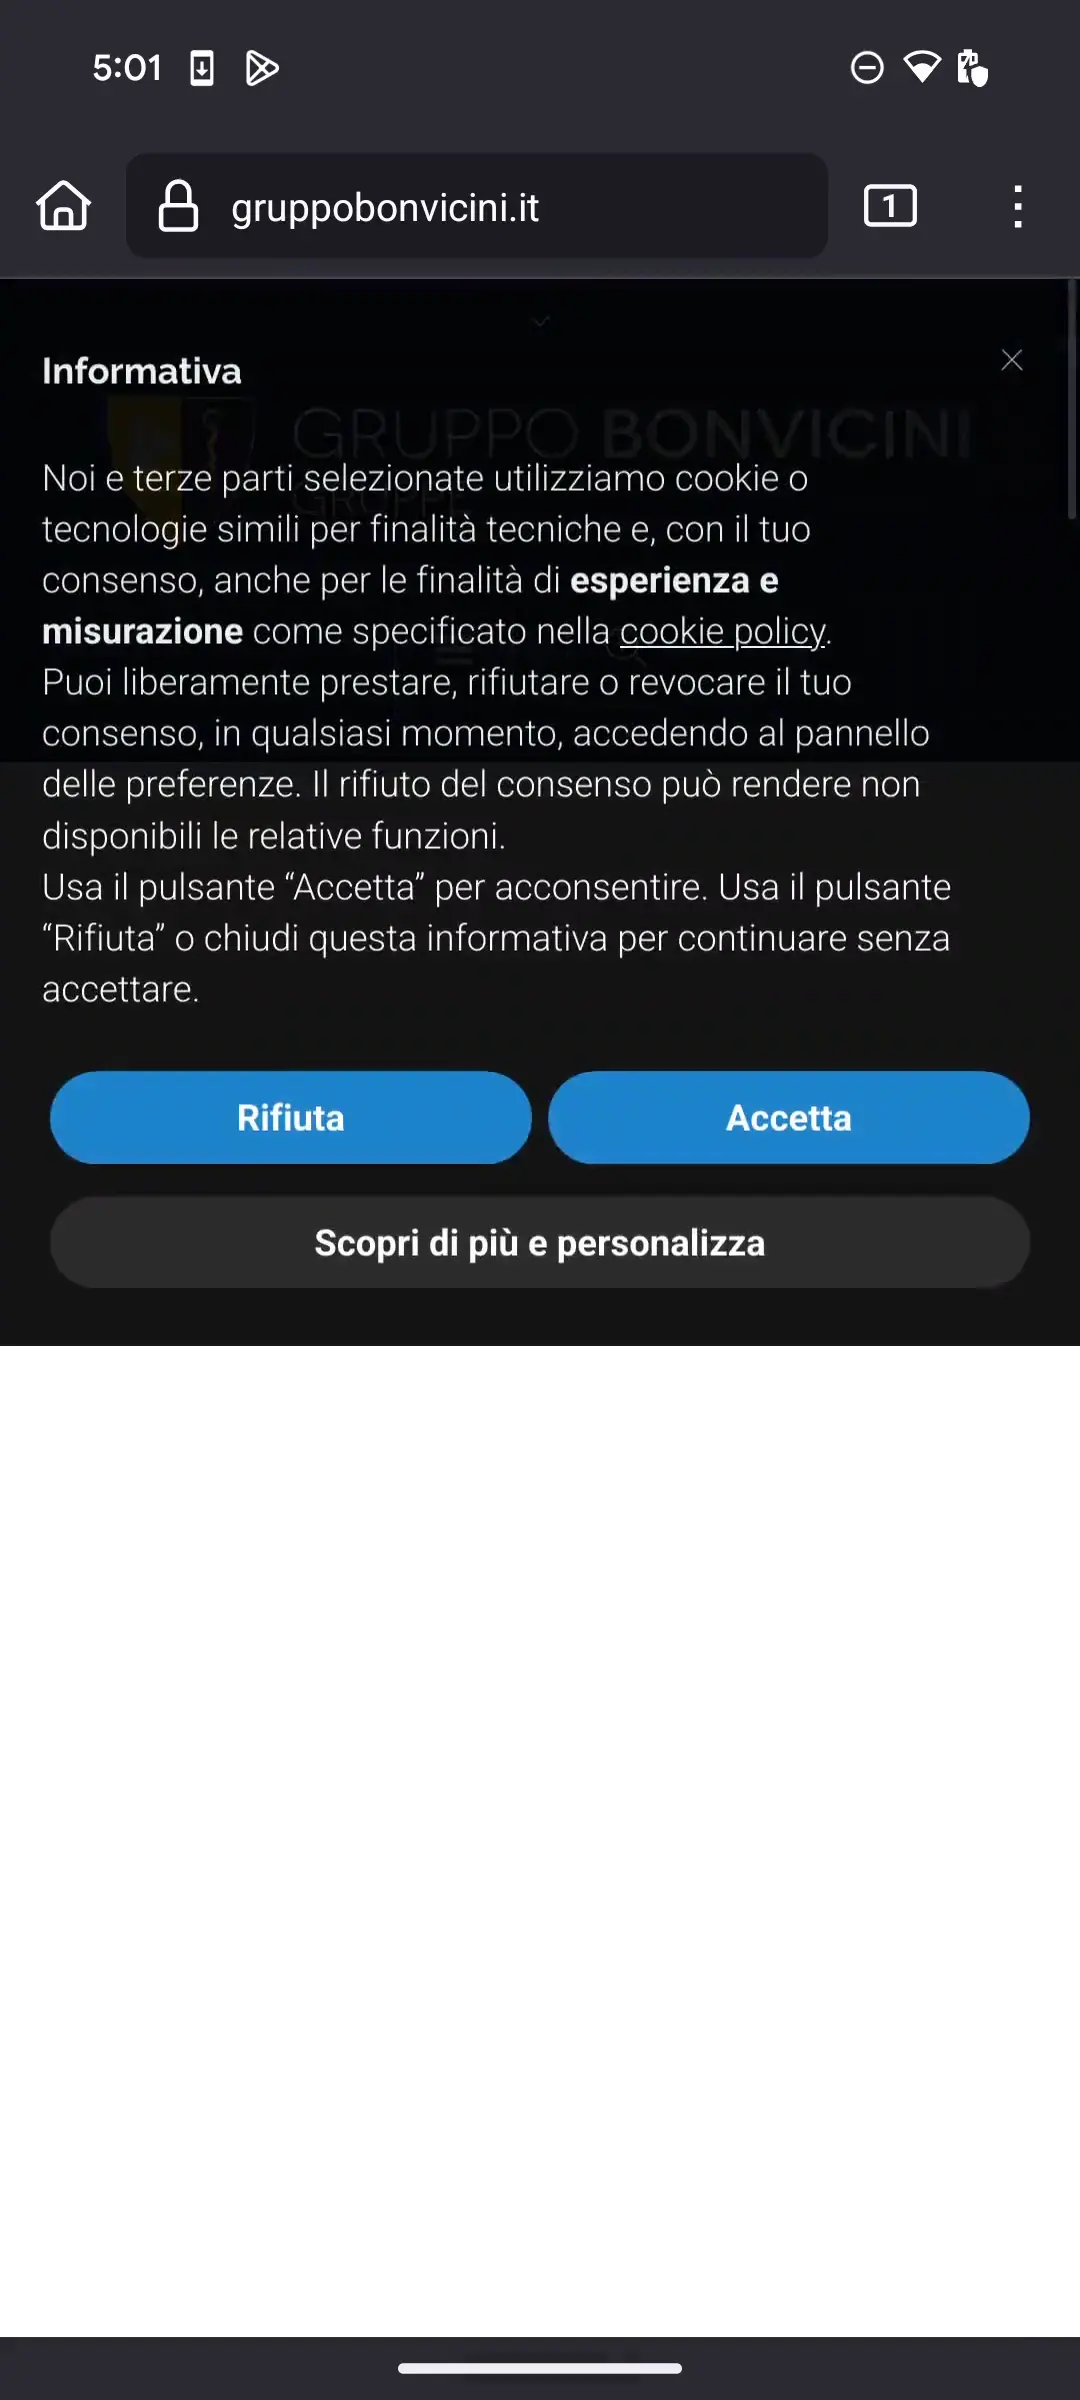 5:01
gruppobonvicini.it
1
Informativa
GRUPPO BONVICINI
GRUPPE
Noi e terze parti selezionate utilizziamo cookie o
tecnologie simili per finalità tecniche e, con il tuo
consenso, anche per le finalità di esperienza e
misurazione come specificato nella cookie policy.
Puoi liberamente prestare, rifiutare o revocare il tuo
consenso, in qualsiasi momento, accedendo al pannello
delle preferenze. Il rifiuto del consenso può rendere non
disponibili le relative funzioni.
Usa il pulsante “Accetta” per acconsentire. Usa il pulsante
“Rifiuta” o chiudi questa informativa per continuare senza
accettare.
Rifiuta
Accetta
Scopri di più e personalizza